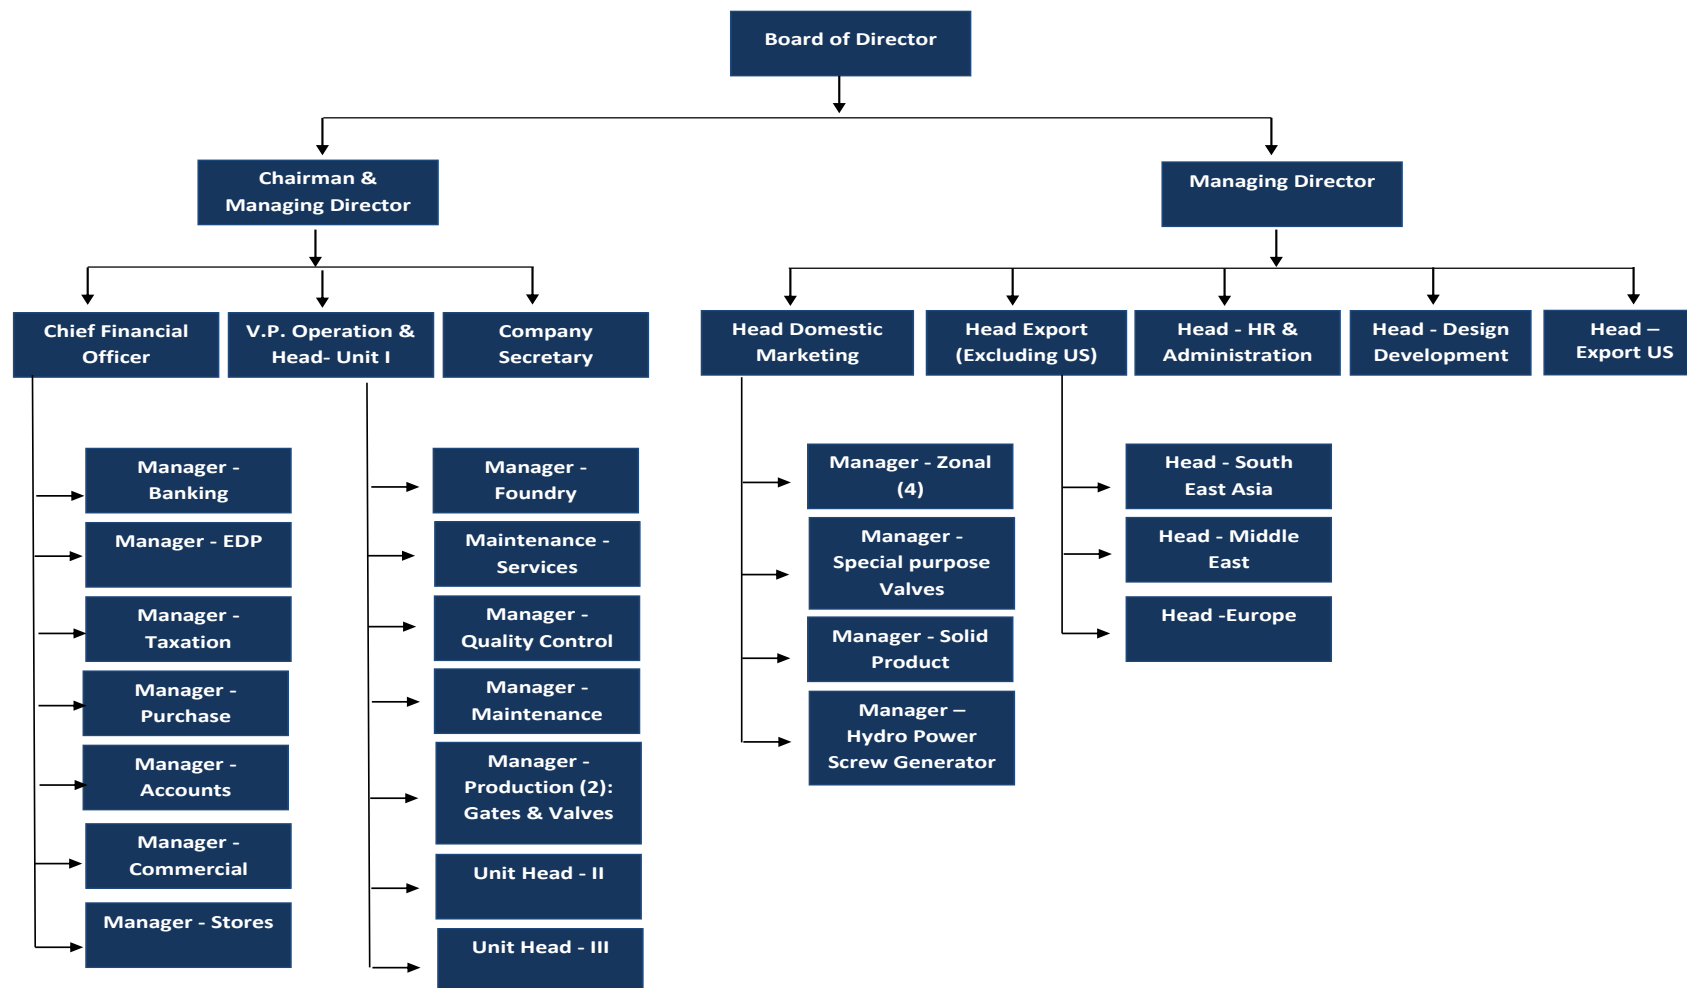 Board of Director
Chairman &
Managing Director
Managing Director
Chief Financial
Officer
V.P. Operation &
Head- Unit I
Company
Secretary
Head Domestic
Marketing
Head Export
(Excluding US)
Head - HR &
Administration
Head - Design
Development
Head –
Export US
Manager -
Banking
Manager - EDP
Manager -
Taxation
Manager -
Purchase
Manager -
Accounts
Manager -
Commercial
Manager - Stores
Manager -
Foundry
Maintenance -
Services
Manager -
Quality Control
Manager -
Maintenance
Manager -
Production (2):
Gates & Valves
Unit Head - II
Unit Head - III
Manager - Zonal
(4)
Manager -
Special purpose
Valves
Manager - Solid
Product
Manager –
Hydro Power
Screw Generator
Head - South
East Asia
Head - Middle
East
Head -Europe